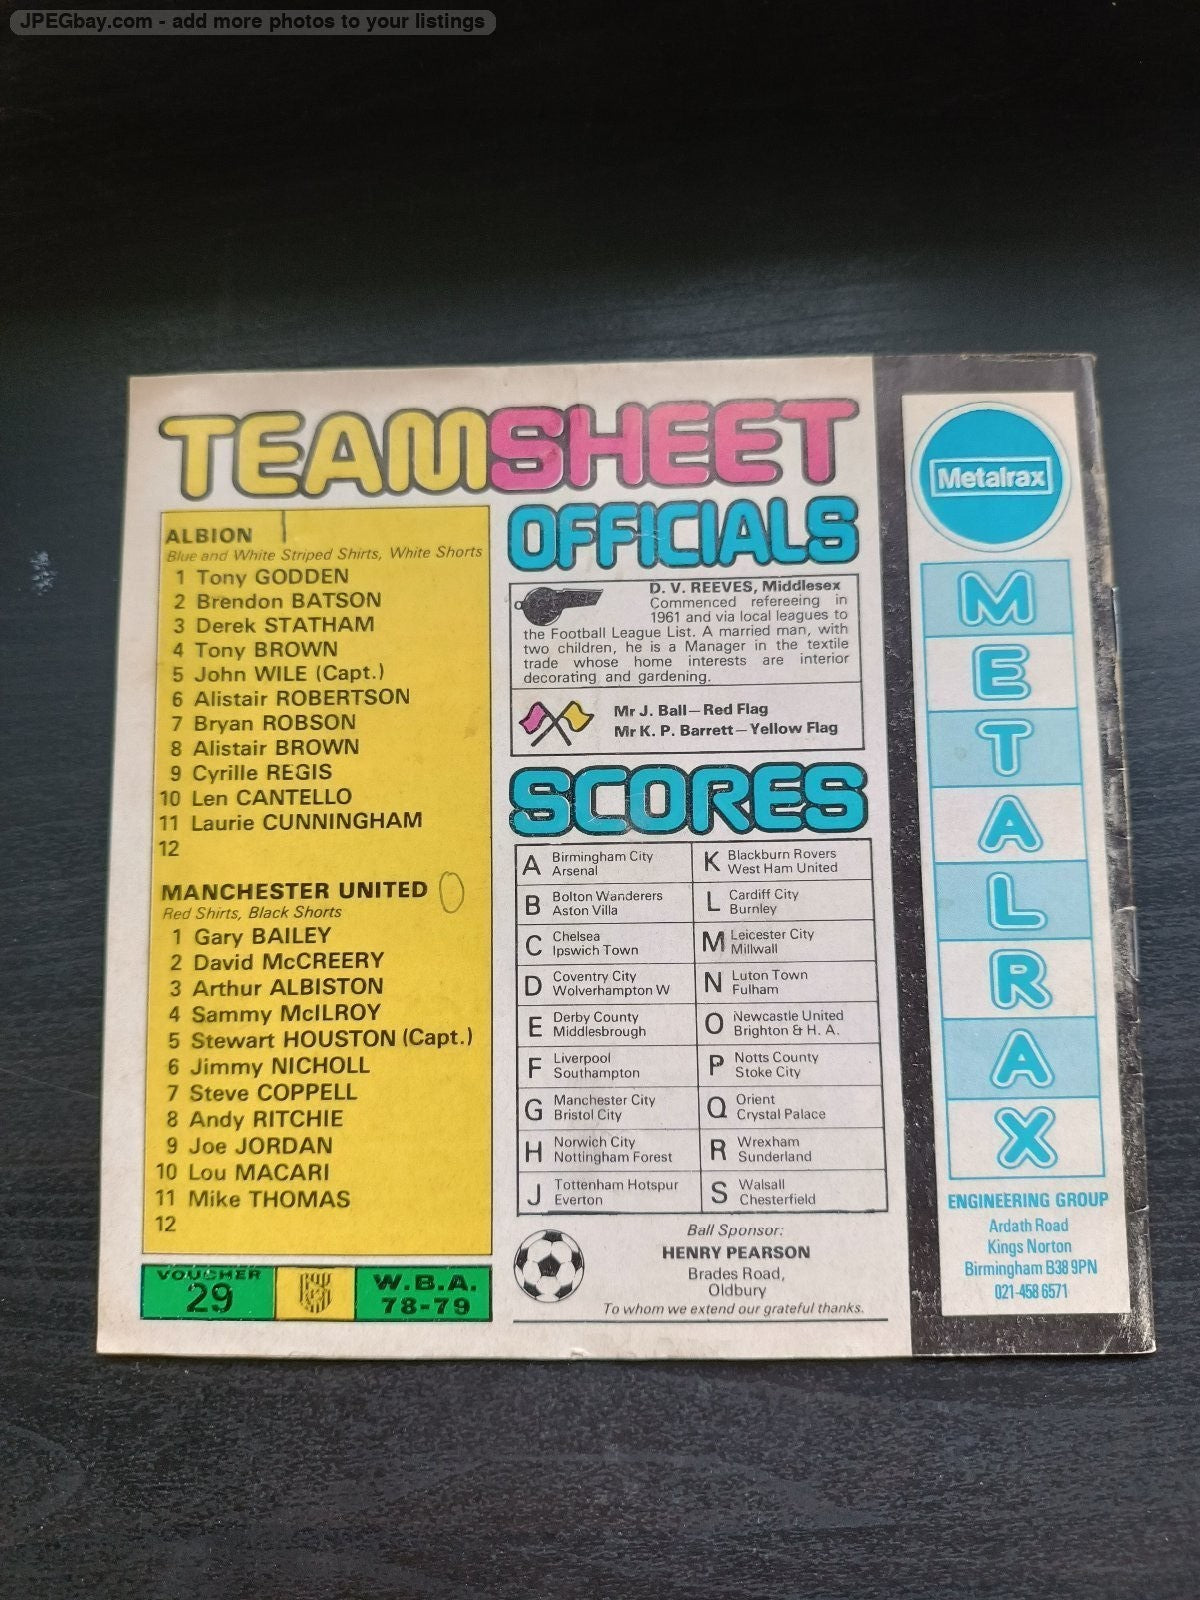 JPEGbay.com - add more photos to your listings
TEAMSHEET
ALBION
Blue and White Striped Shirts, White Shorts
1 Tony GODDEN
2 Brendon BATSON
3 Derek STATHAM
4 Tony BROWN
5 John WILE (Capt.)
6 Alistair ROBERTSON
7 Bryan ROBSON
8 Alistair BROWN
9 Cyrille REGIS
10 Len CANTELLO
11 Laurie CUNNINGHAM
12
MANCHESTER UNITED 0
Red Shirts, Black Shorts
1 Gary BAILEY
2 David McCREERY
3 Arthur ALBISTON
4 Sammy McILROY
5 Stewart HOUSTON (Capt.)
6 Jimmy NICHOLL
7 Steve COPPELL
8 Andy RITCHIE
9 Joe JORDAN
10 Lou MACARI
11 Mike THOMAS
12
VOUCHER
29
W.B.A.
78-79
OFFICIALS
D. V. REEVES, Middlesex
Commenced refereeing in
1961 and via local leagues to
the Football League List. A married man, with
two children, he is a Manager in the textile
trade whose home interests are interior
decorating and gardening.
Mr J. Ball—Red Flag
Mr K. P. Barrett—Yellow Flag
SCORES
A Birmingham City
Arsenal
B Bolton Wanderers
Aston Villa
C Chelsea
Ipswich Town
D Coventry City
Wolverhampton W
E Derby County
Middlesbrough
F Liverpool
Southampton
G Manchester City
Bristol City
H Norwich City
Nottingham Forest
J Tottenham Hotspur
Everton
K Blackburn Rovers
West Ham United
L Cardiff City
Burnley
M Leicester City
Millwall
N Luton Town
Fulham
O Newcastle United
Brighton & H. A.
P Notts County
Stoke City
Q Orient
Crystal Palace
R Wrexham
Sunderland
S Walsall
Chesterfield
Ball Sponsor:
HENRY PEARSON
Brades Road,
Oldbury
To whom we extend our grateful thanks.
Metalrax
METALRAX
ENGINEERING GROUP
Ardath Road
Kings Norton
Birmingham B38 9PN
021-458 6571